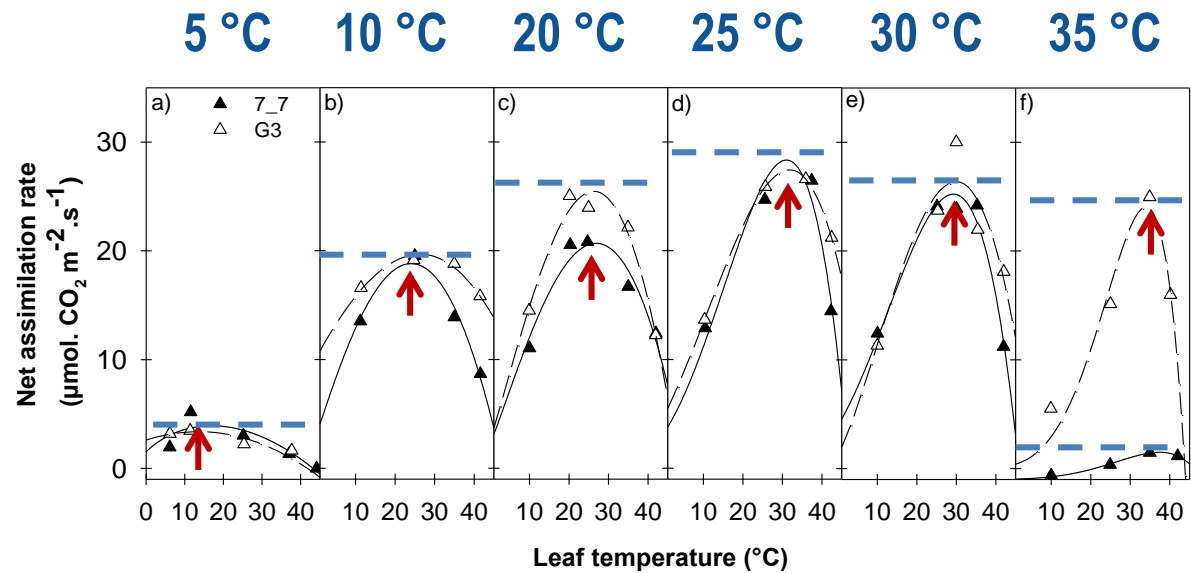 5 °C 10 °C 20 °C 25 °C 30 °C 35 °C
a) b) c) d) e) f)
7_7
G3
Net assimilation rate
(µmol. CO2 m-2.s-1)
30
20
10
0
0 10 20 30 40 10 20 30 40 10 20 30 40 10 20 30 40 10 20 30 40 10 20 30 40
Leaf temperature (°C)